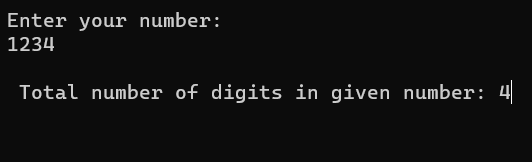 Enter your number:
1234
Total number of digits in given number: 4